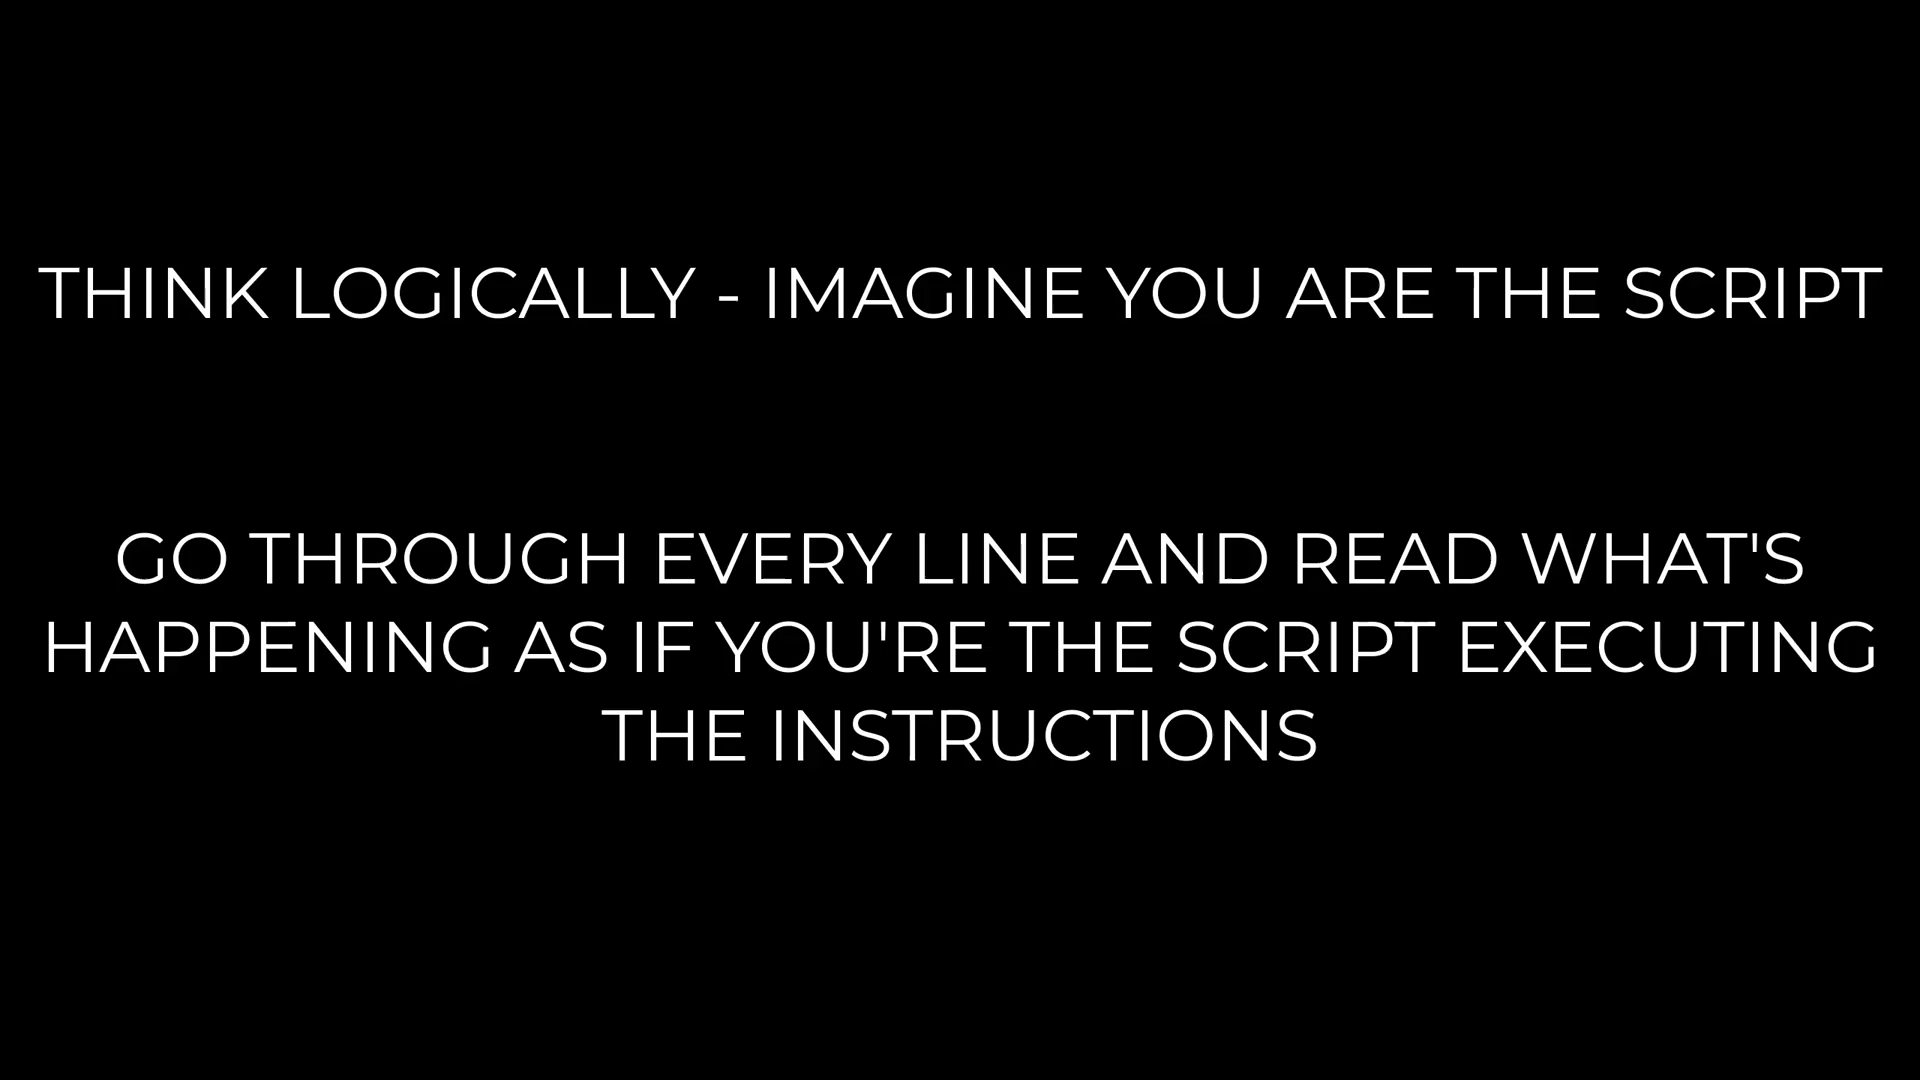 THINK LOGICALLY - IMAGINE YOU ARE THE SCRIPT
GO THROUGH EVERY LINE AND READ WHAT'S
HAPPENING AS IF YOU'RE THE SCRIPT EXECUTING
THE INSTRUCTIONS